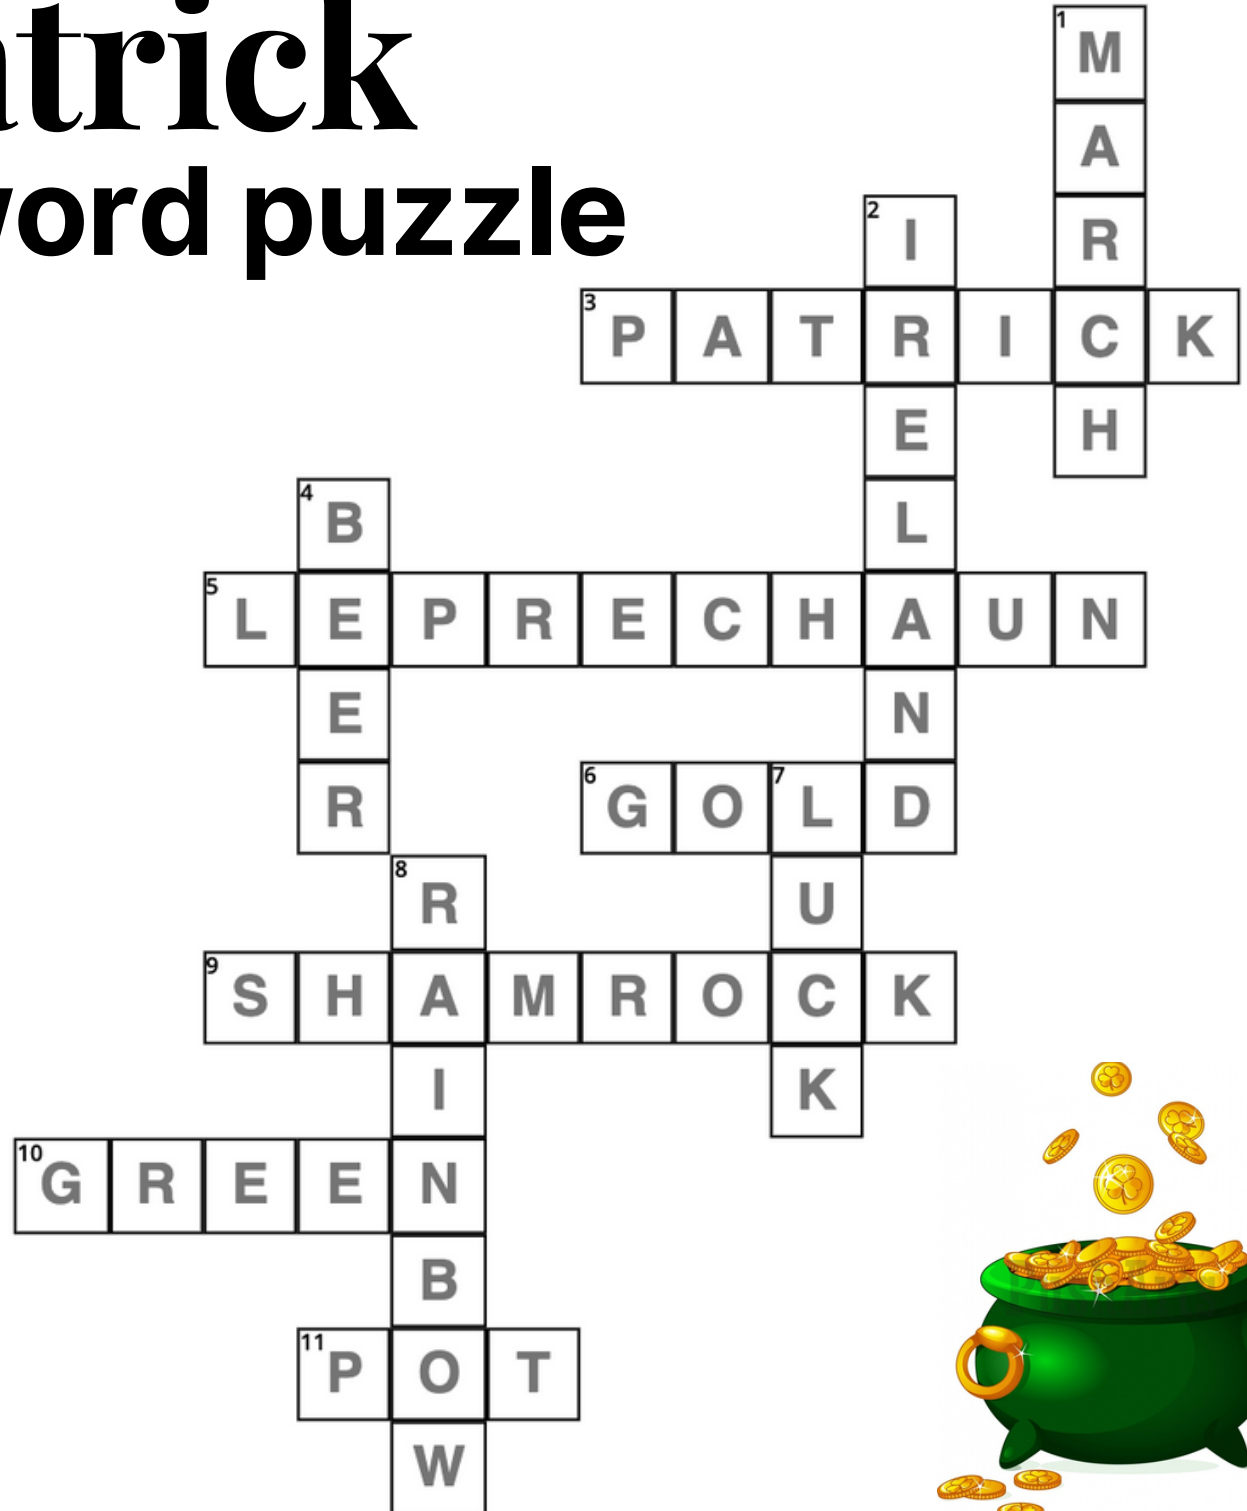 atrick
word puzzle
1 M
A
2 I R
3 P A T R I C K
E H
4 B L
5 L E P R E C H A U N
E N
R 6 G O 7 L D
8 R U
9 S H A M R O C K
I K
10 G R E E N
B
11 P O T
W